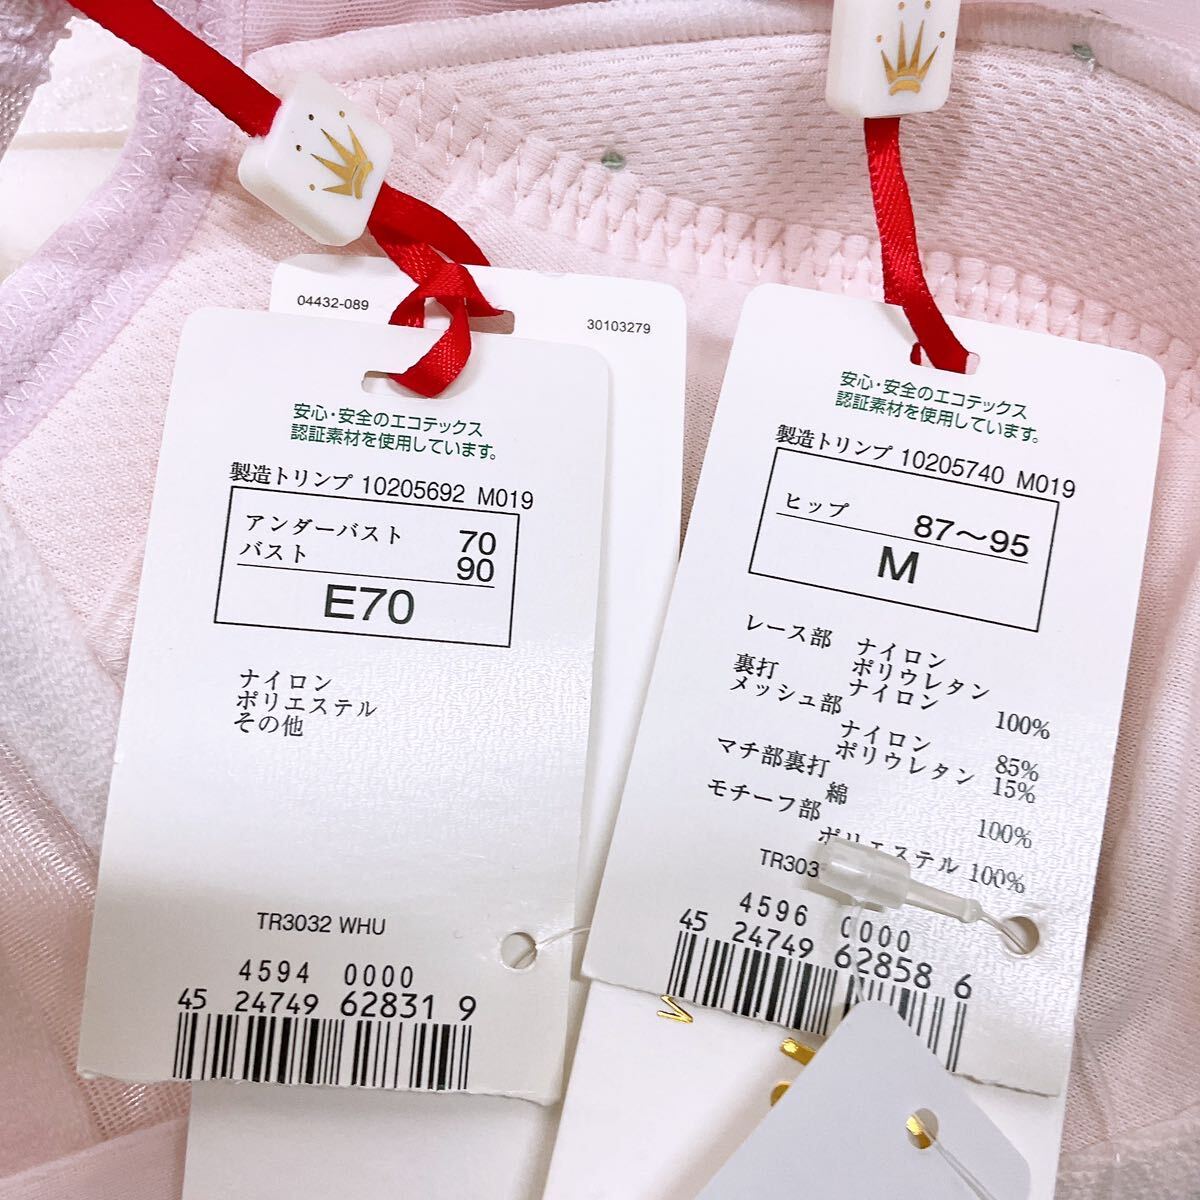 04432-089
30103279
安心・安全のエコテックス
認証素材を使用しています。
製造トリンプ 10205692 M019
アンダーバスト 70
バスト 90
E70
ナイロン
ポリエステル
その他
TR3032 WHU
4594 0000
45 24749 62831 9
安心・安全のエコテックス
認証素材を使用しています。
製造トリンプ 10205740 M019
ヒップ 87〜95
M
レース部 ナイロン
ポリウレタン
裏打 ナイロン 100%
メッシュ部
ナイロン 85%
ポリウレタン 15%
マチ部裏打
綿 100%
モチーフ部
ポリエステル 100%
TR303
4596 0000
45 24749 62858 6